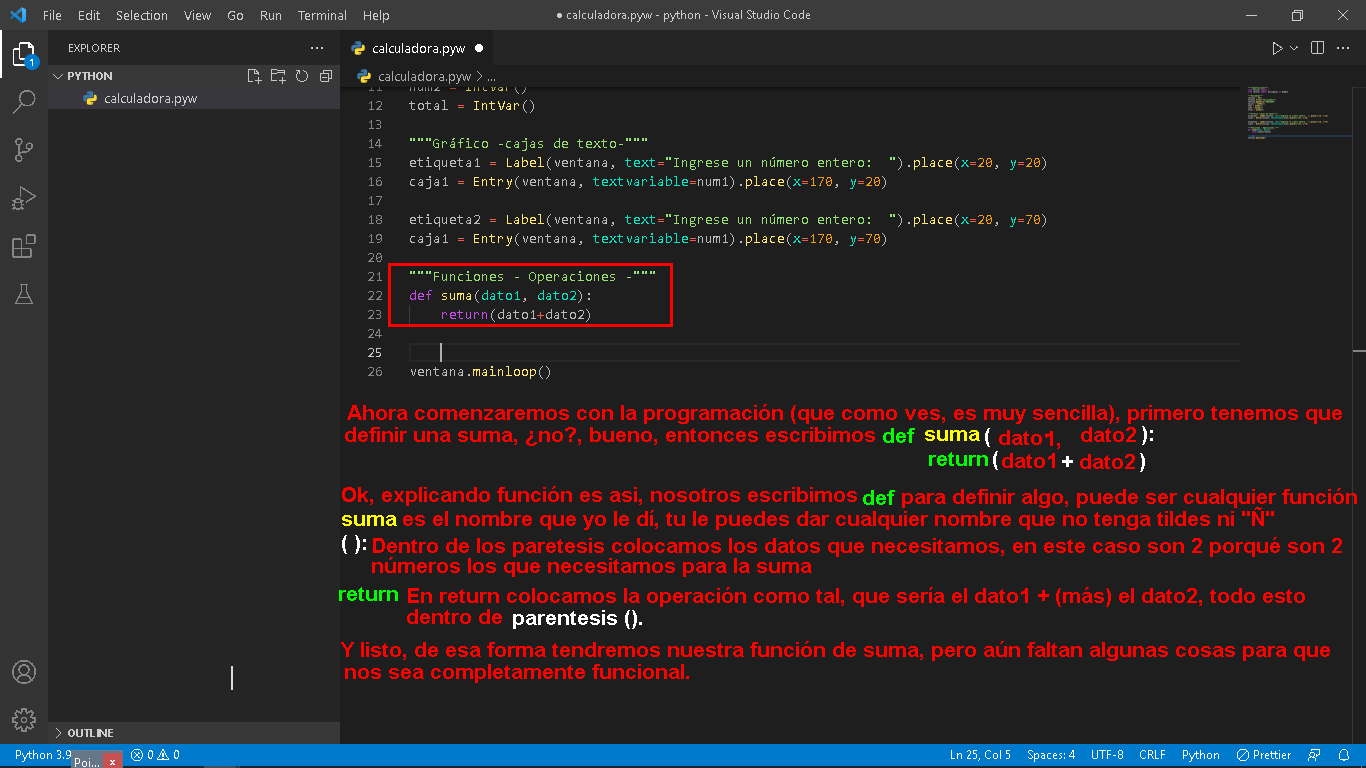 File Edit Selection View Go Run Terminal Help
● calculadora.pyw - python - Visual Studio Code
EXPLORER
PYTHON
calculadora.pyw
1
calculadora.pyw ●
calculadora.pyw > ...
11 num2 = IntVar()
12 total = IntVar()
13
14 """Gráfico -cajas de texto-"""
15 etiqueta1 = Label(ventana, text="Ingrese un número entero:  ").place(x=20, y=20)
16 caja1 = Entry(ventana, textvariable=num1).place(x=170, y=20)
17
18 etiqueta2 = Label(ventana, text="Ingrese un número entero:  ").place(x=20, y=70)
19 caja1 = Entry(ventana, textvariable=num1).place(x=170, y=70)
20
21 """Funciones - Operaciones -"""
22 def suma(dato1, dato2):
23     return(dato1+dato2)
24
25
26 ventana.mainloop()
Ahora comenzaremos con la programación (que como ves, es muy sencilla), primero tenemos que
definir una suma, ¿no?, bueno, entonces escribimos def suma( dato1, dato2):
return(dato1+ dato2)
Ok, explicando función es asi, nosotros escribimos def para definir algo, puede ser cualquier función
suma es el nombre que yo le dí, tu le puedes dar cualquier nombre que no tenga tildes ni "Ñ"
( ): Dentro de los paretesis colocamos los datos que necesitamos, en este caso son 2 porqué son 2
números los que necesitamos para la suma
return En return colocamos la operación como tal, que sería el dato1 + (más) el dato2, todo esto
dentro de parentesis ().
Y listo, de esa forma tendremos nuestra función de suma, pero aún faltan algunas cosas para que
nos sea completamente funcional.
OUTLINE
Python 3.9 0 0 Ln 25, Col 5 Spaces: 4 UTF-8 CRLF Python Prettier
Poi... x